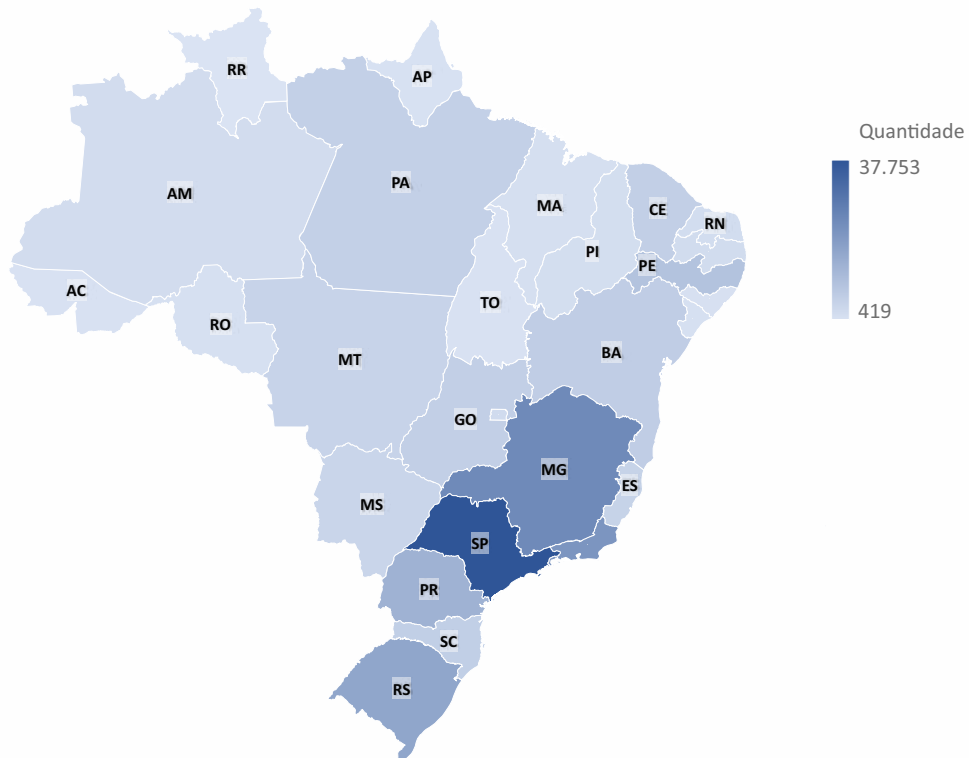 RR
AP
Quantidade
37.753
AM
PA
MA
CE
RN
PI
PE
AC
TO
419
RO
MT
BA
GO
MG
ES
MS
SP
PR
SC
RS